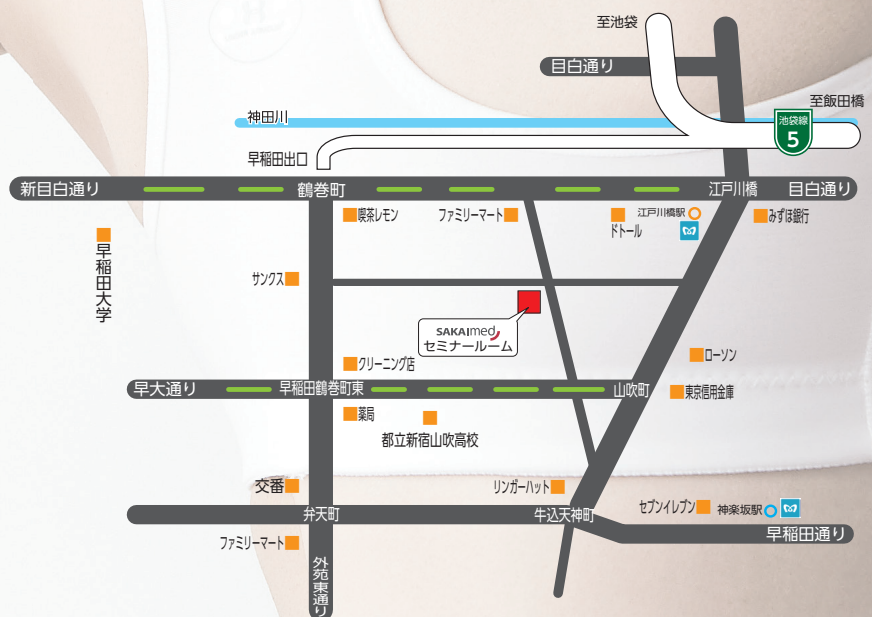 至池袋
目白通り
至飯田橋
神田川
池袋線
5
早稲田出口
新目白通り
鶴巻町
江戸川橋
目白通り
喫茶レモン
ファミリーマート
江戸川橋駅
ドトール
みずほ銀行
早稲田大学
サンクス
SAKAImed
セミナールーム
クリーニング店
ローソン
早大通り
早稲田鶴巻町東
山吹町
東京信用金庫
薬局
都立新宿山吹高校
交番
リンガーハット
セブンイレブン
神楽坂駅
弁天町
牛込天神町
早稲田通り
ファミリーマート
外苑東通り